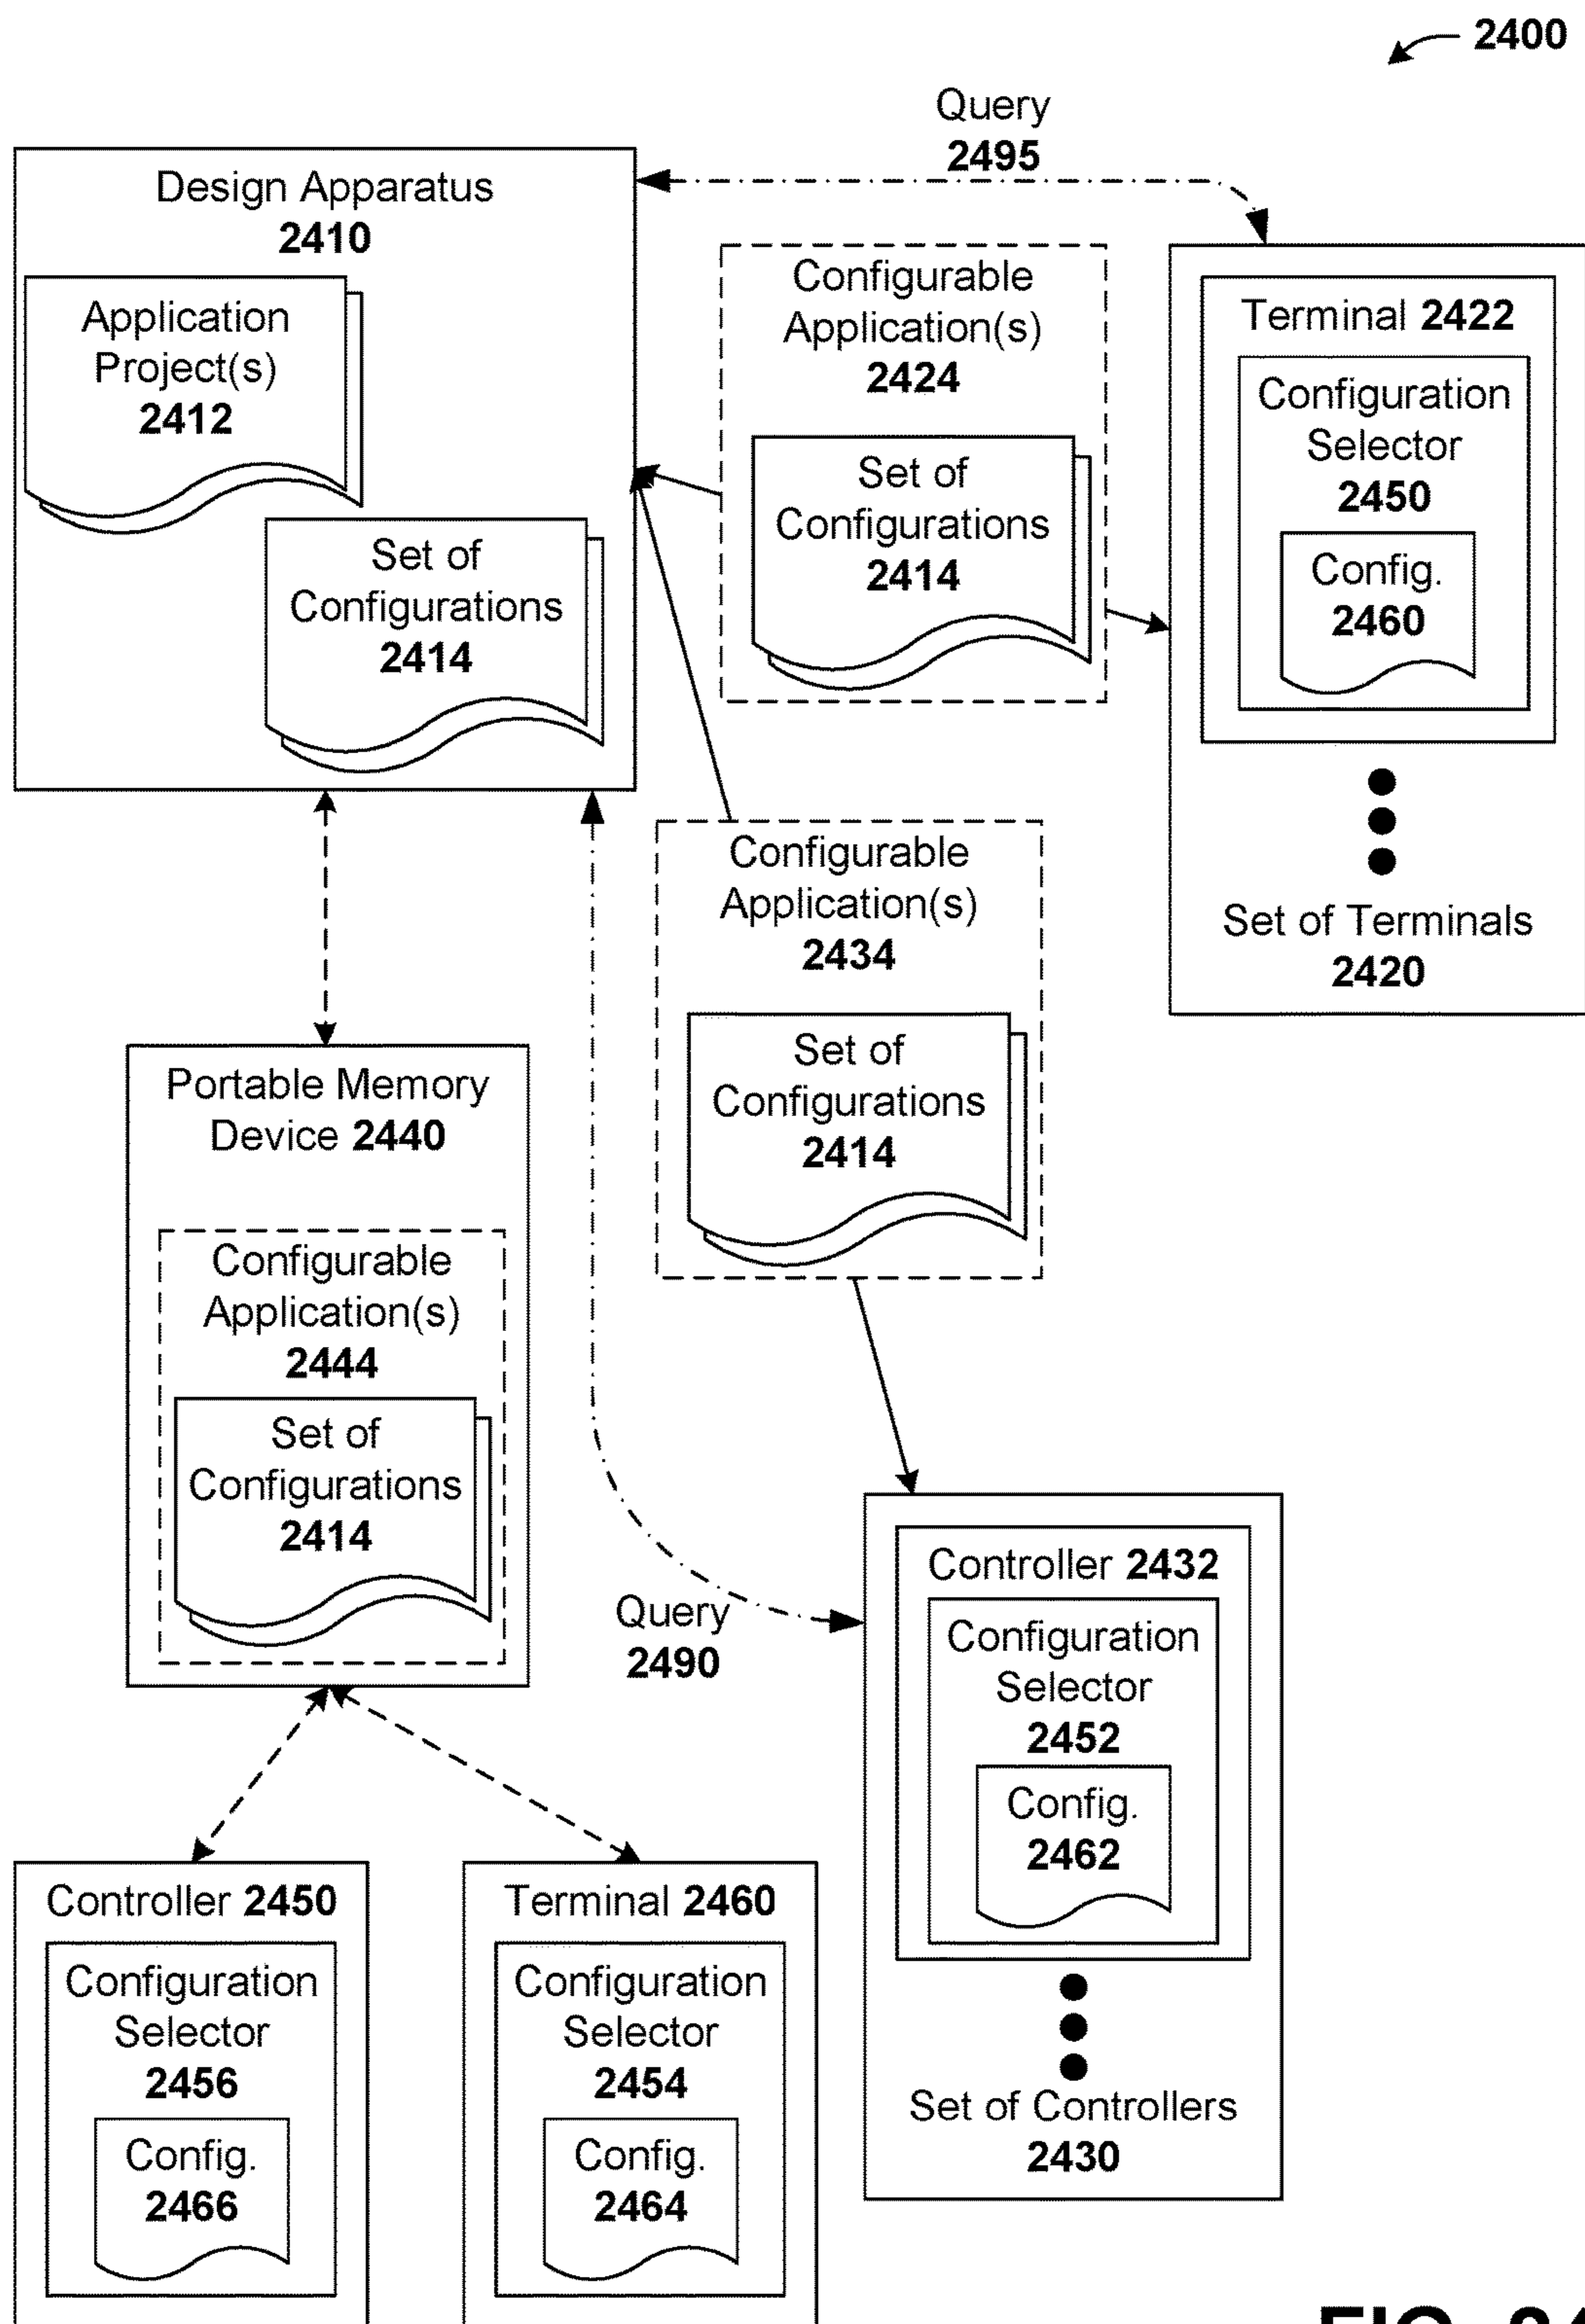 2400
Query
2495
Design Apparatus
2410
Application
Project(s)
2412
Set of
Configurations
2414
Configurable
Application(s)
2424
Set of
Configurations
2414
Terminal 2422
Configuration
Selector
2450
Config.
2460
Set of Terminals
2420
Configurable
Application(s)
2434
Set of
Configurations
2414
Portable Memory
Device 2440
Configurable
Application(s)
2444
Set of
Configurations
2414
Query
2490
Controller 2432
Configuration
Selector
2452
Config.
2462
Set of Controllers
2430
Controller 2450
Configuration
Selector
2456
Config.
2466
Terminal 2460
Configuration
Selector
2454
Config.
2464